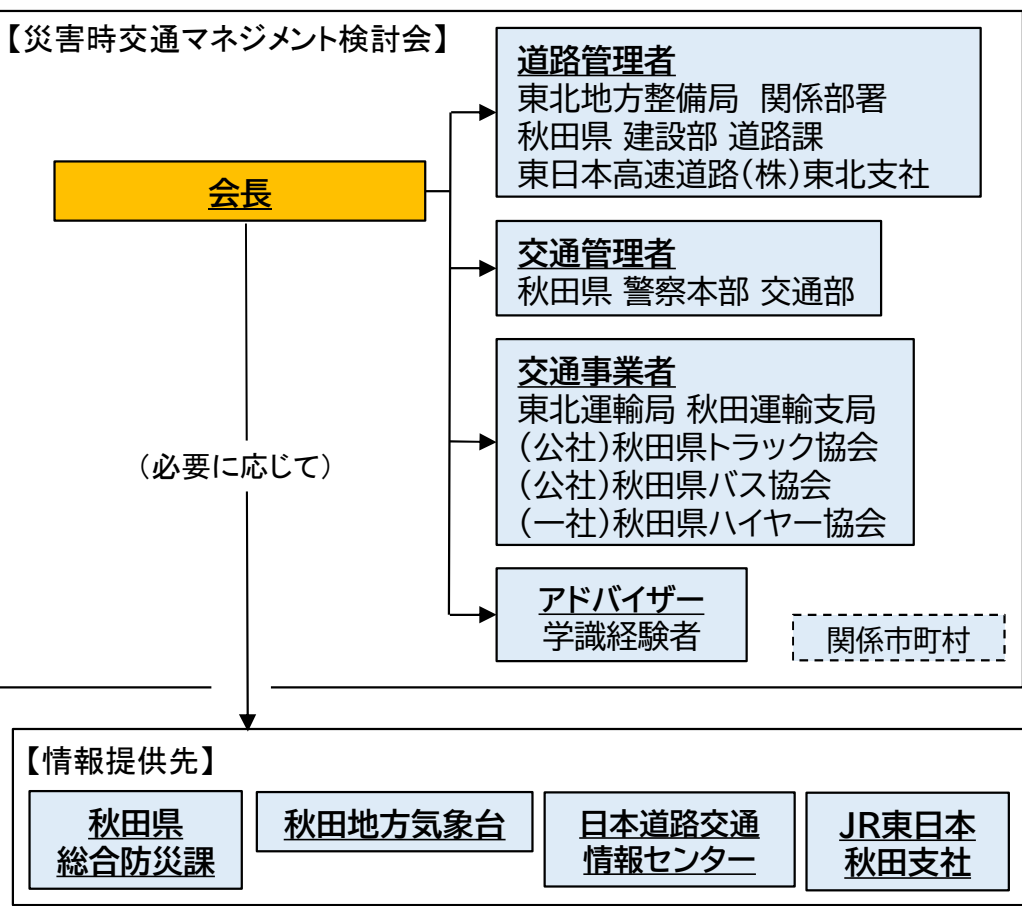 【災害時交通マネジメント検討会】
会長
道路管理者
東北地方整備局　関係部署
秋田県 建設部 道路課
東日本高速道路(株)東北支社
交通管理者
秋田県 警察本部 交通部
交通事業者
東北運輸局 秋田運輸支局
(公社)秋田県トラック協会
(公社)秋田県バス協会
(一社)秋田県ハイヤー協会
アドバイザー
学識経験者
関係市町村
(必要に応じて)
【情報提供先】
秋田県
総合防災課
秋田地方気象台
日本道路交通
情報センター
JR東日本
秋田支社